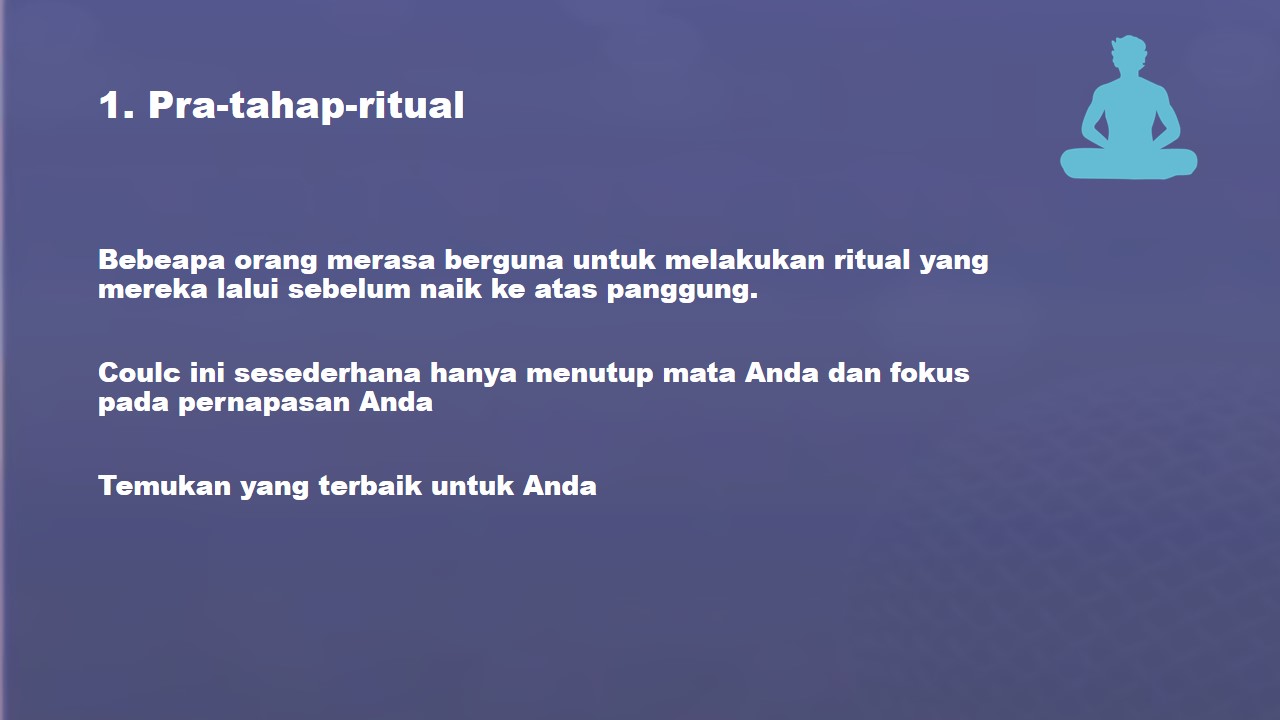 1. Pra-tahap-ritual
Bebeapa orang merasa berguna untuk melakukan ritual yang
mereka lalui sebelum naik ke atas panggung.
Coulc ini sesederhana hanya menutup mata Anda dan fokus
pada pernapasan Anda
Temukan yang terbaik untuk Anda